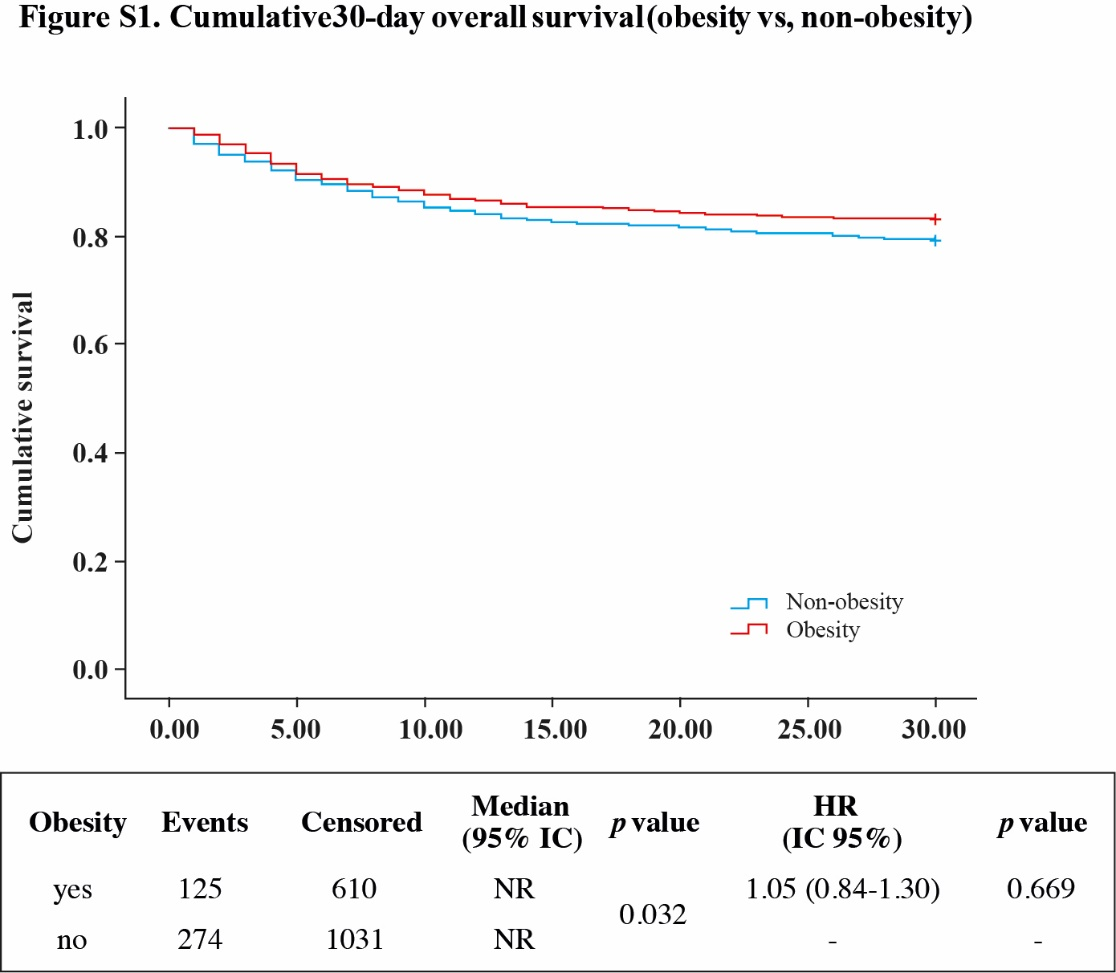 Figure S1. Cumulative30-day overall survival(obesity vs, non-obesity)
1.0
0.8
0.6
0.4
0.2
0.0
Cumulative survival
Non-obesity
Obesity
0.00 5.00 10.00 15.00 20.00 25.00 30.00
Obesity Events Censored Median (95% IC) p value HR (IC 95%) p value
yes 125 610 NR 1.05 (0.84-1.30) 0.669
0.032
no 274 1031 NR - -